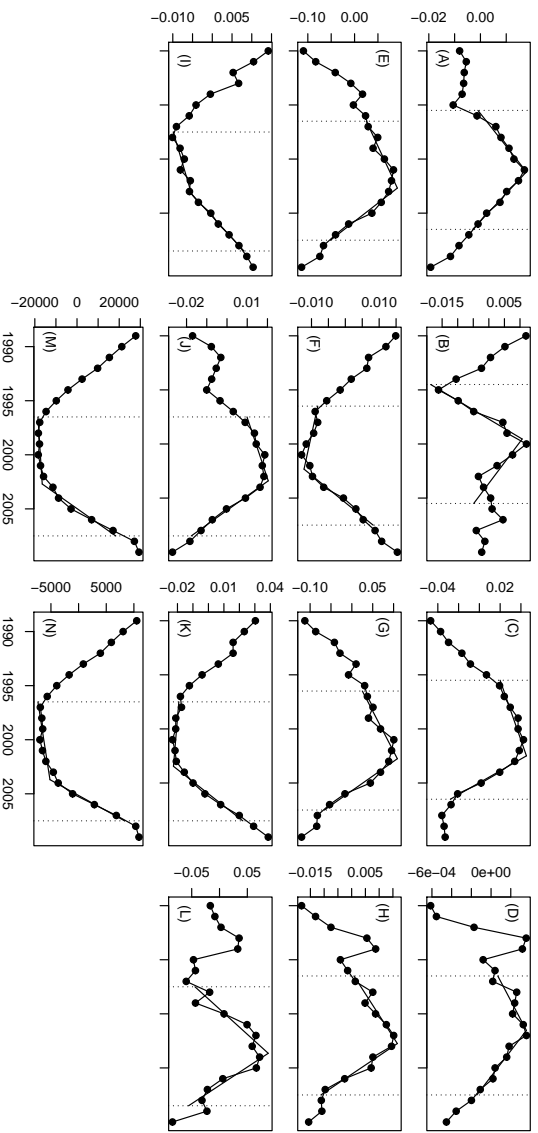 −0.02 0.00
(A)
−0.015 0.005
(B)
−0.04 0.02
(C)
−6e−04 0e+00
(D)
−0.10 0.00
(E)
−0.010 0.010
(F)
−0.10 0.05
(G)
−0.015 0.005
(H)
−0.010 0.005
(I)
−0.02 0.01
(J)
−0.02 0.01 0.04
(K)
−0.05 0.05
(L)
−20000 0 20000
(M)
1990 1995 2000 2005
−5000 5000
(N)
1990 1995 2000 2005